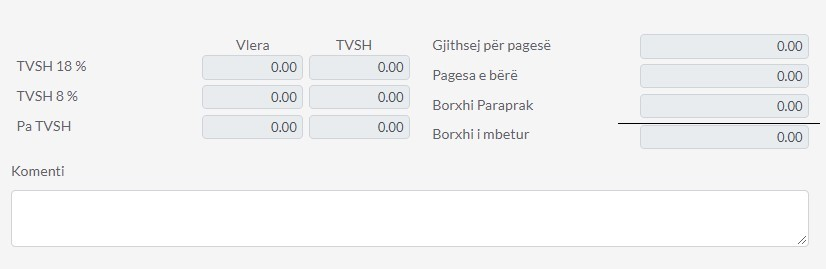 Vlera TVSH
TVSH 18 % 0.00 0.00
TVSH 8 % 0.00 0.00
Pa TVSH 0.00 0.00
Gjithsej për pagesë 0.00
Pagesa e bërë 0.00
Borxhi Paraprak 0.00
Borxhi i mbetur 0.00
Komenti